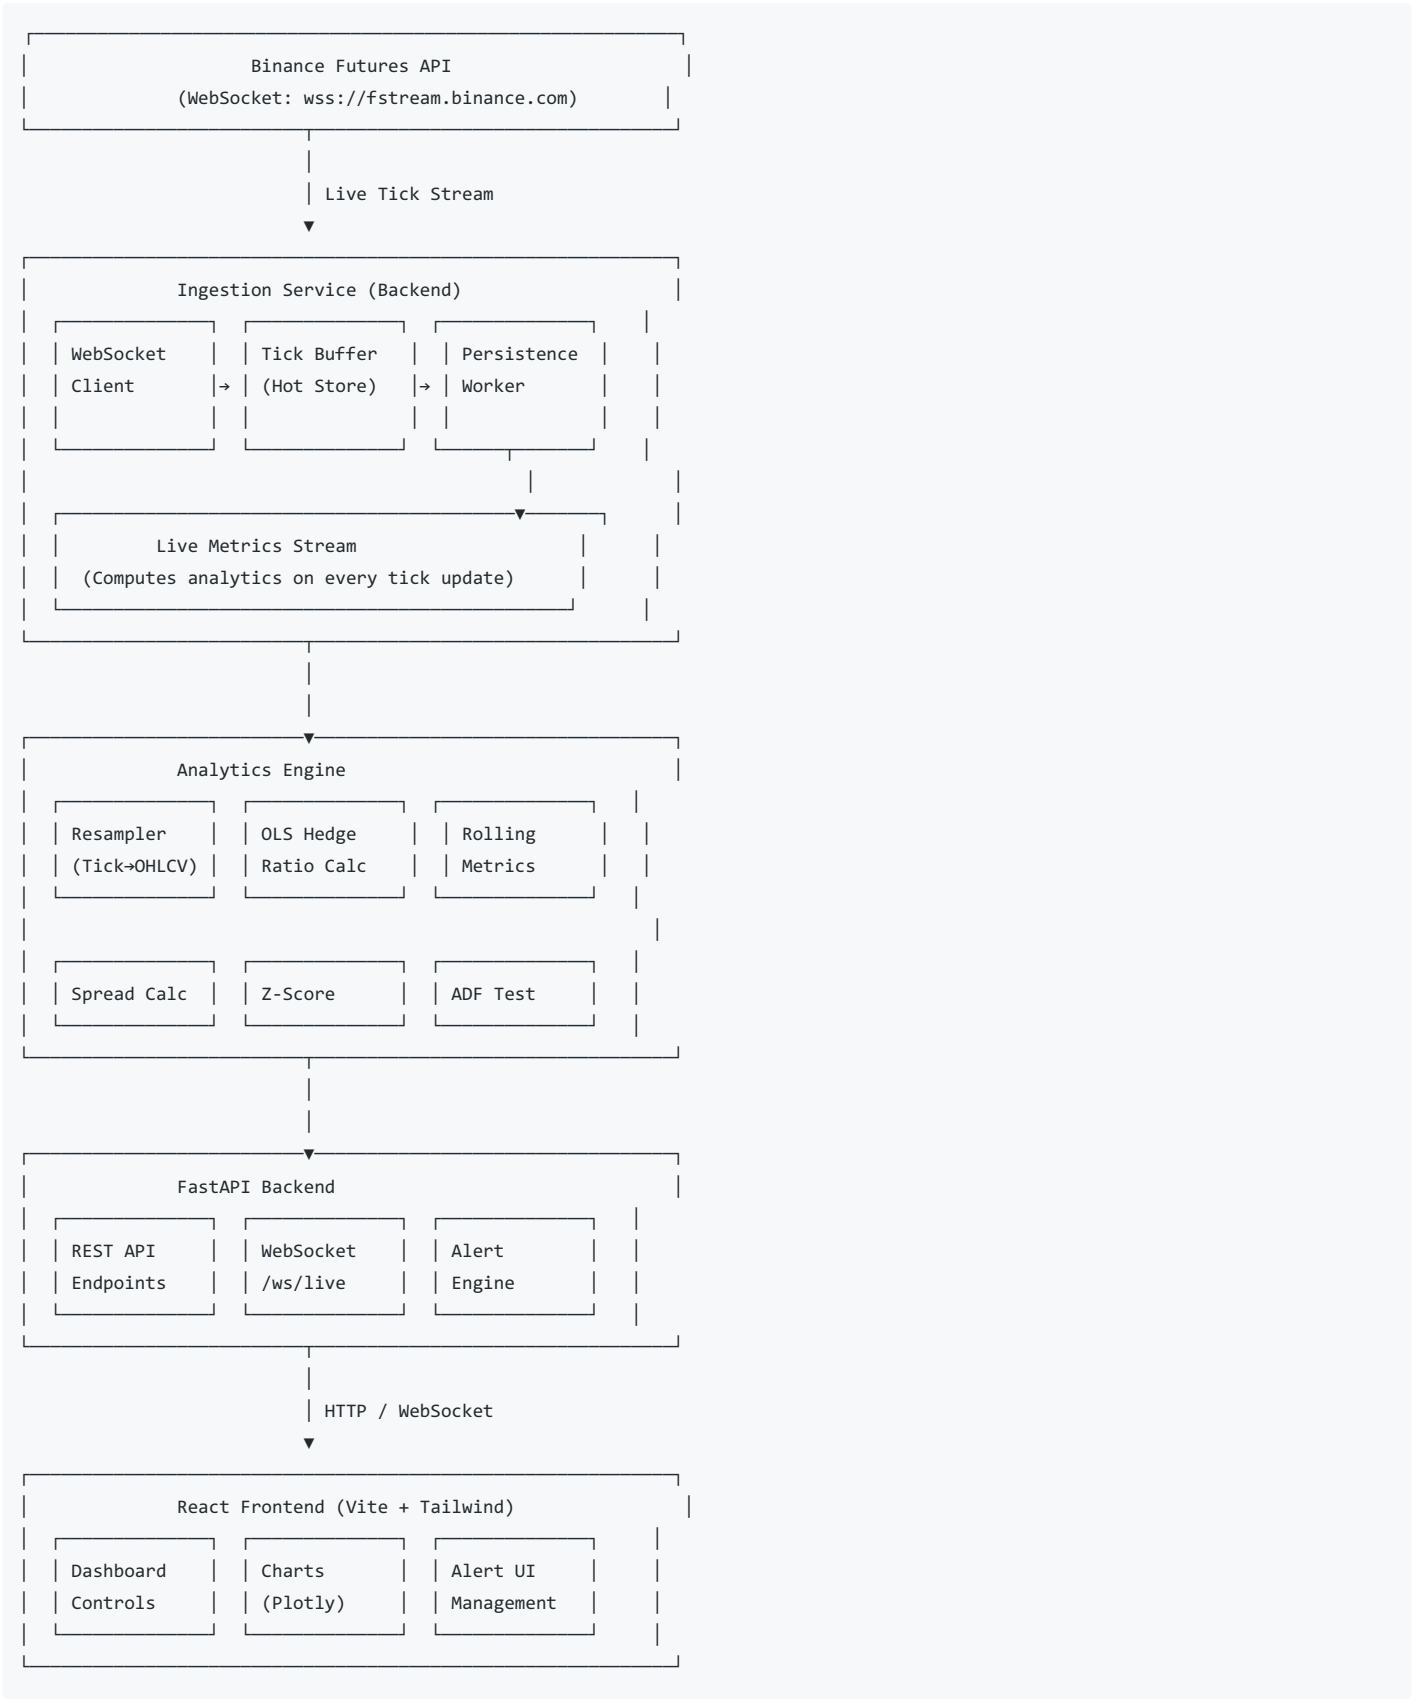 Binance Futures API
(WebSocket: wss://fstream.binance.com)
Live Tick Stream
Ingestion Service (Backend)
WebSocket Tick Buffer Persistence
Client → (Hot Store) → Worker
Live Metrics Stream
(Computes analytics on every tick update)
Analytics Engine
Resampler OLS Hedge Rolling
(Tick→OHLCV) Ratio Calc Metrics
Spread Calc Z-Score ADF Test
FastAPI Backend
REST API WebSocket Alert
Endpoints /ws/live Engine
HTTP / WebSocket
React Frontend (Vite + Tailwind)
Dashboard Charts Alert UI
Controls (Plotly) Management